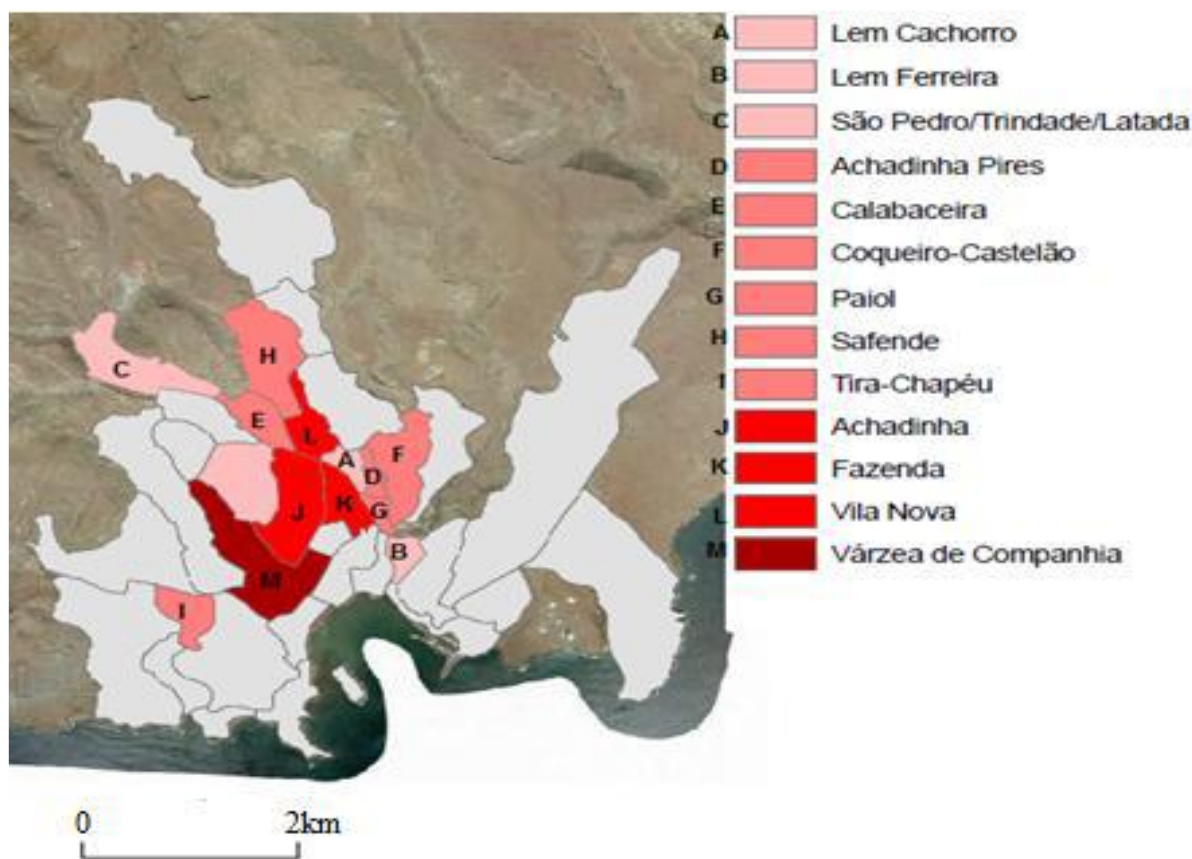 A Lem Cachorro
B Lem Ferreira
C São Pedro/Trindade/Latada
D Achadinha Pires
E Calabaceira
F Coqueiro-Castelão
G Paiol
H Safende
I Tira-Chapéu
J Achadinha
K Fazenda
L Vila Nova
M Várzea de Companhia
H
C
E
L
A
F
D
J
K
G
B
M
I
0 2km